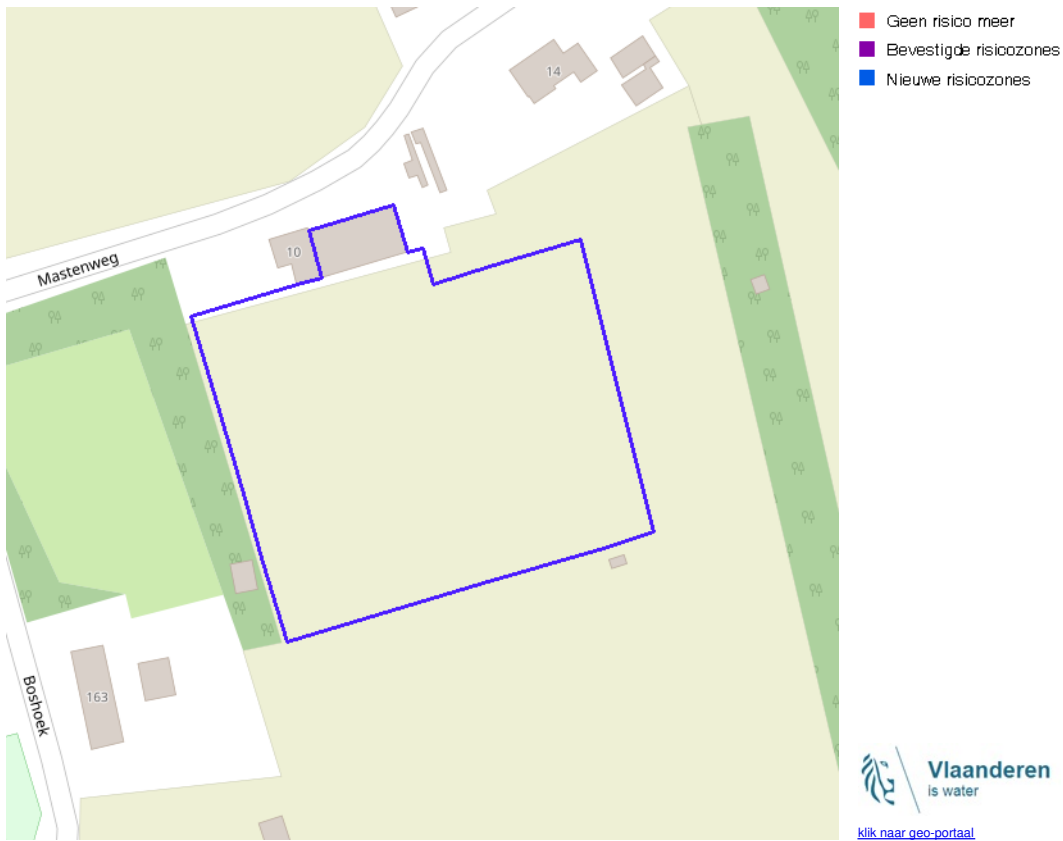 Geen risico meer
Bevestigde risicozones
Nieuwe risicozones
14
10
Mastenweg
163
Boshoek
Vlaanderen
is water
klik naar geo-portaal